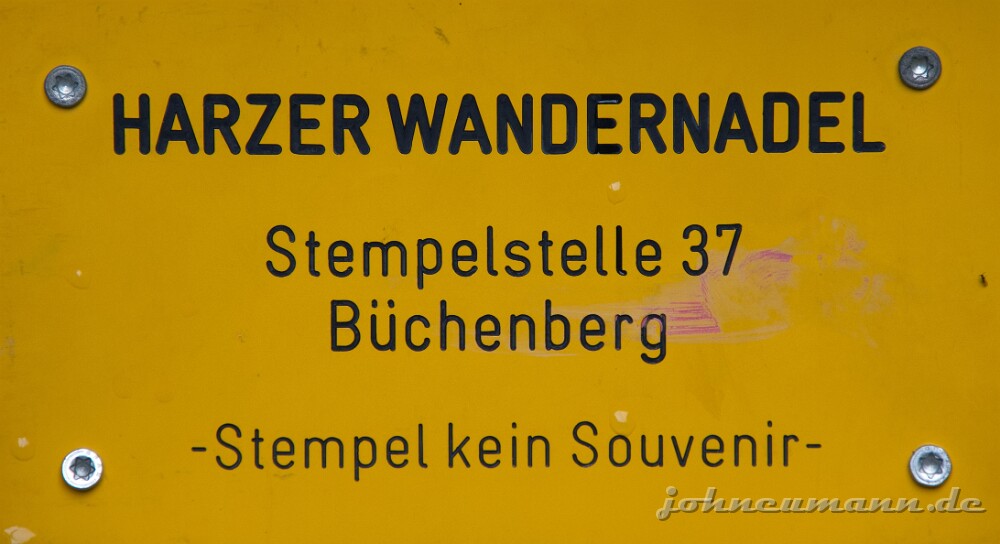 HARZER WANDERNADEL
Stempelstelle 37
Büchenberg
-Stempel kein Souvenir-
johneumann.de